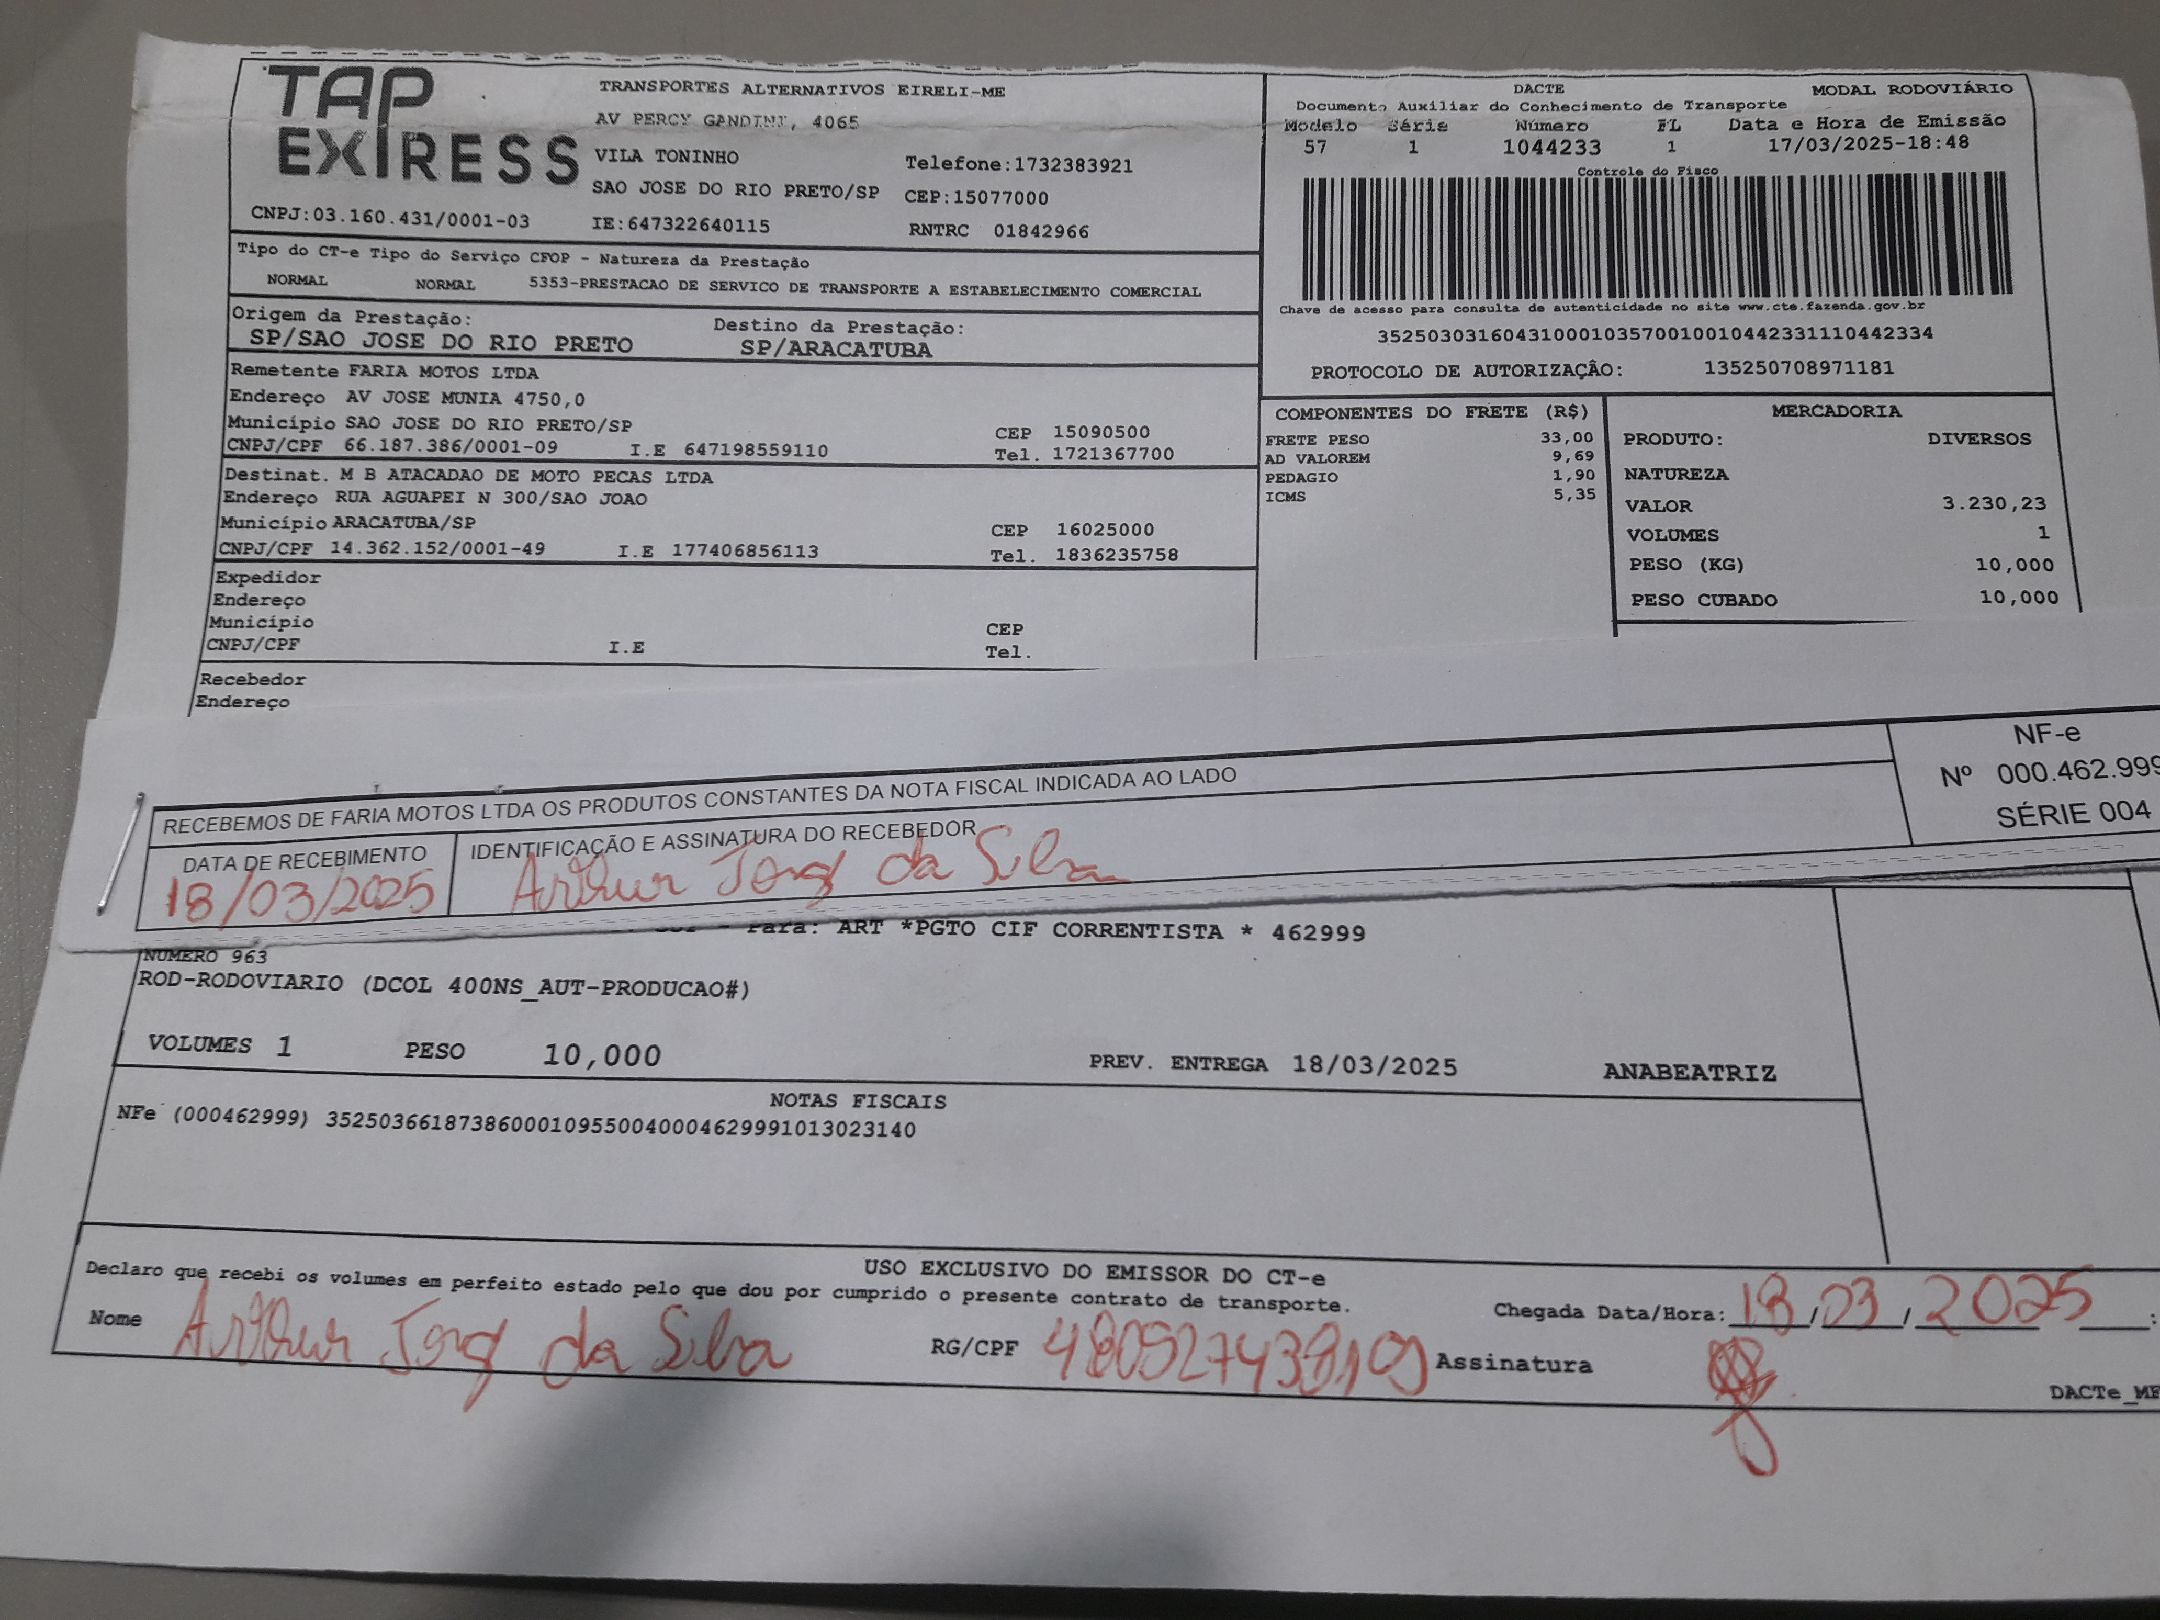 TAP EXPRESS
TRANSPORTES ALTERNATIVOS EIRELI-ME
AV PERCY GANDINI, 4065
VILA TONINHO Telefone:1732383921
SAO JOSE DO RIO PRETO/SP CEP:15077000
CNPJ:03.160.431/0001-03 IE:647322640115 RNTRC 01842966
DACTE MODAL RODOVIÁRIO
Documento Auxiliar do Conhecimento de Transporte
Modelo Série Número FL Data e Hora de Emissão
57 1 1044233 1 17/03/2025-18:48
Controle do Fisco
Chave de acesso para consulta de autenticidade no site www.cte.fazenda.gov.br
35250303160431000103570010010442331110442334
PROTOCOLO DE AUTORIZAÇÂO: 135250708971181
Tipo do CT-e Tipo do Serviço CFOP - Natureza da Prestação
NORMAL NORMAL 5353-PRESTACAO DE SERVICO DE TRANSPORTE A ESTABELECIMENTO COMERCIAL
Origem da Prestação: Destino da Prestação:
SP/SAO JOSE DO RIO PRETO SP/ARACATUBA
Remetente FARIA MOTOS LTDA
Endereço AV JOSE MUNIA 4750,0
Município SAO JOSE DO RIO PRETO/SP CEP 15090500
CNPJ/CPF 66.187.386/0001-09 I.E 647198559110 Tel. 1721367700
Destinat. M B ATACADAO DE MOTO PECAS LTDA
Endereço RUA AGUAPEI N 300/SAO JOAO
Município ARACATUBA/SP CEP 16025000
CNPJ/CPF 14.362.152/0001-49 I.E 177406856113 Tel. 1836235758
Expedidor
Endereço
Município CEP
CNPJ/CPF I.E Tel.
Recebedor
Endereço
COMPONENTES DO FRETE (R$)
FRETE PESO 33,00
AD VALOREM 9,69
PEDAGIO 1,90
ICMS 5,35
MERCADORIA
PRODUTO: DIVERSOS
NATUREZA
VALOR 3.230,23
VOLUMES 1
PESO (KG) 10,000
PESO CUBADO 10,000
RECEBEMOS DE FARIA MOTOS LTDA OS PRODUTOS CONSTANTES DA NOTA FISCAL INDICADA AO LADO
DATA DE RECEBIMENTO IDENTIFICAÇÃO E ASSINATURA DO RECEBEDOR
18/03/2025 Arthur Jorg da Silva
NF-e
Nº 000.462.999
SÉRIE 004
- Para: ART *PGTO CIF CORRENTISTA * 462999
NUMERO 963
ROD-RODOVIARIO (DCOL 400NS_AUT-PRODUCAO#)
VOLUMES 1 PESO 10,000 PREV. ENTREGA 18/03/2025 ANABEATRIZ
NOTAS FISCAIS
NFe (000462999) 35250366187386000109550040004629991013023140
USO EXCLUSIVO DO EMISSOR DO CT-e
Declaro que recebi os volumes em perfeito estado pelo que dou por cumprido o presente contrato de transporte.
Nome Arthur Jorg da Silva RG/CPF 48052743819 Assinatura
Chegada Data/Hora: 18/03/2025 :
DACTe_ME